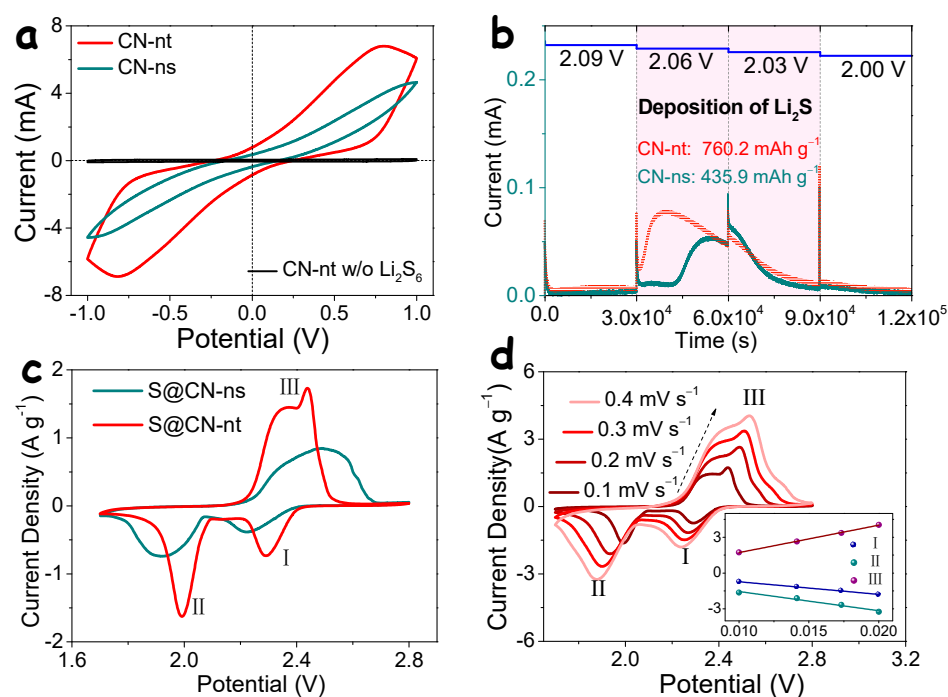 a
CN-nt
CN-ns
CN-nt w/o Li₂S₆
Current (mA)
8
4
0
-4
-8
-1.0
-0.5
0.0
0.5
1.0
Potential (V)
b
2.09 V
2.06 V
2.03 V
2.00 V
Deposition of Li₂S
CN-nt: 760.2 mAh g⁻¹
CN-ns: 435.9 mAh g⁻¹
Current (mA)
0.2
0.1
0.1
0.0
0.0
3.0x10⁴
6.0x10⁴
9.0x10⁴
1.2x10⁵
Time (s)
c
S@CN-ns
S@CN-nt
III
I
II
Current Density (A g⁻¹)
2
1
0
-1
-2
1.6
2.0
2.4
2.8
Potential (V)
d
0.4 mV s⁻¹
0.3 mV s⁻¹
0.2 mV s⁻¹
0.1 mV s⁻¹
III
I
II
Current Density(A g⁻¹)
6
3
0
-3
-6
2.0
2.4
2.8
3.2
Potential (V)
3
0
-3
0.010
0.015
0.020
I
II
III